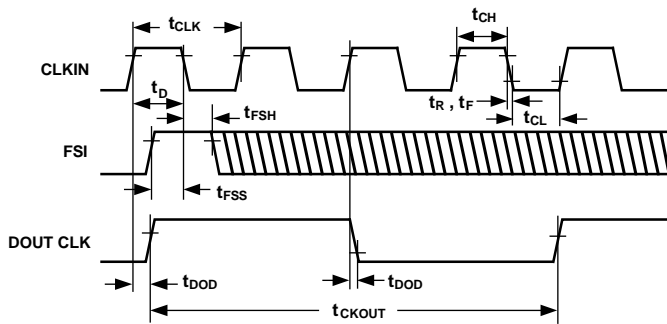 tCLK
tCH
CLKIN
tD
tR , tF
tFSH
tCL
FSI
tFSS
DOUT CLK
tDOD
tDOD
tCKOUT